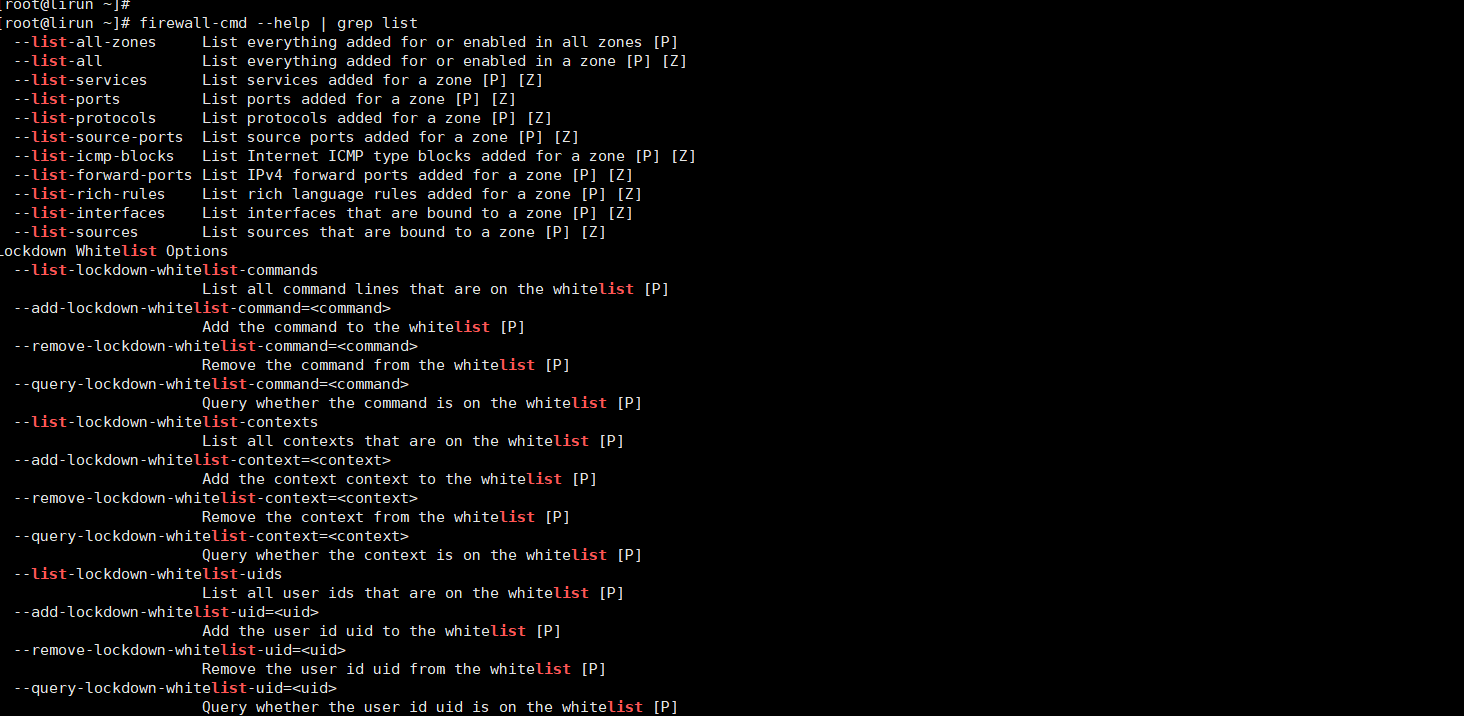 [root@lirun ~]#
[root@lirun ~]# firewall-cmd --help | grep list
  --list-all-zones     List everything added for or enabled in all zones [P]
  --list-all           List everything added for or enabled in a zone [P] [Z]
  --list-services      List services added for a zone [P] [Z]
  --list-ports         List ports added for a zone [P] [Z]
  --list-protocols     List protocols added for a zone [P] [Z]
  --list-source-ports  List source ports added for a zone [P] [Z]
  --list-icmp-blocks   List Internet ICMP type blocks added for a zone [P] [Z]
  --list-forward-ports List IPv4 forward ports added for a zone [P] [Z]
  --list-rich-rules    List rich language rules added for a zone [P] [Z]
  --list-interfaces    List interfaces that are bound to a zone [P] [Z]
  --list-sources       List sources that are bound to a zone [P] [Z]
Lockdown Whitelist Options
  --list-lockdown-whitelist-commands
                       List all command lines that are on the whitelist [P]
  --add-lockdown-whitelist-command=<command>
                       Add the command to the whitelist [P]
  --remove-lockdown-whitelist-command=<command>
                       Remove the command from the whitelist [P]
  --query-lockdown-whitelist-command=<command>
                       Query whether the command is on the whitelist [P]
  --list-lockdown-whitelist-contexts
                       List all contexts that are on the whitelist [P]
  --add-lockdown-whitelist-context=<context>
                       Add the context context to the whitelist [P]
  --remove-lockdown-whitelist-context=<context>
                       Remove the context from the whitelist [P]
  --query-lockdown-whitelist-context=<context>
                       Query whether the context is on the whitelist [P]
  --list-lockdown-whitelist-uids
                       List all user ids that are on the whitelist [P]
  --add-lockdown-whitelist-uid=<uid>
                       Add the user id uid to the whitelist [P]
  --remove-lockdown-whitelist-uid=<uid>
                       Remove the user id uid from the whitelist [P]
  --query-lockdown-whitelist-uid=<uid>
                       Query whether the user id uid is on the whitelist [P]